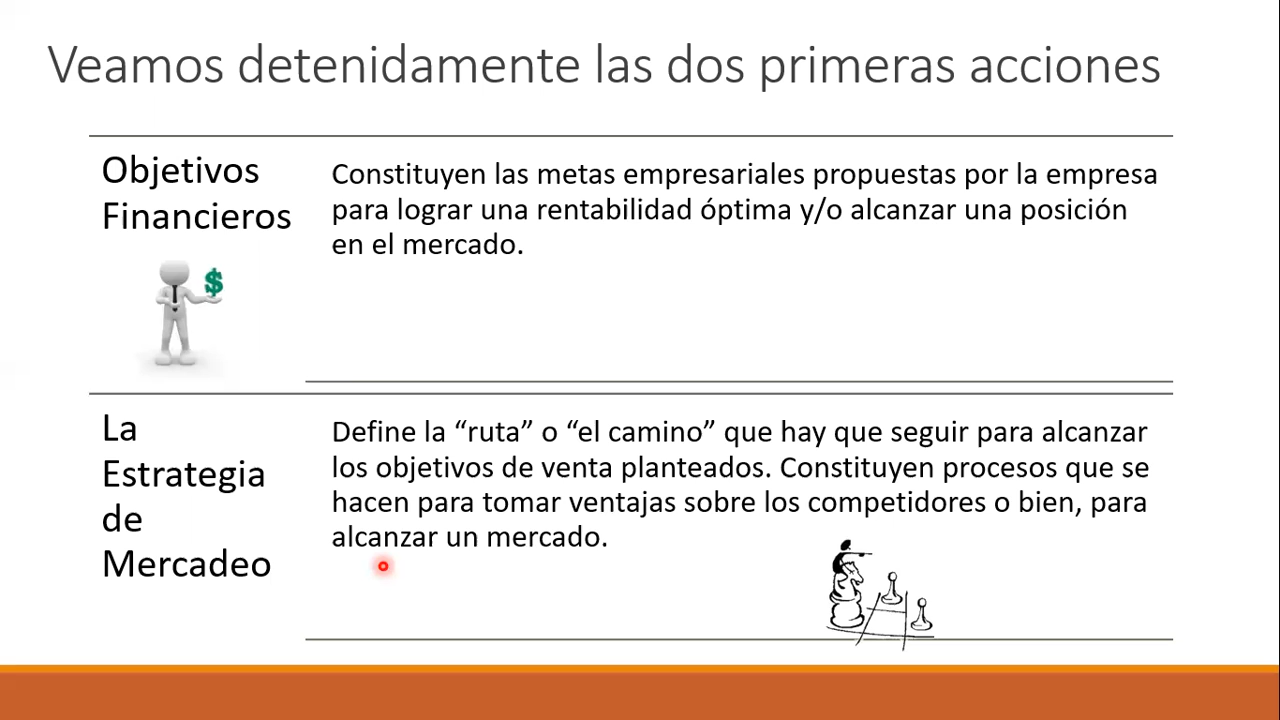 Veamos detenidamente las dos primeras acciones
Objetivos
Financieros
$
Constituyen las metas empresariales propuestas por la empresa
para lograr una rentabilidad óptima y/o alcanzar una posición
en el mercado.
La
Estrategia
de
Mercadeo
Define la “ruta” o “el camino” que hay que seguir para alcanzar
los objetivos de venta planteados. Constituyen procesos que se
hacen para tomar ventajas sobre los competidores o bien, para
alcanzar un mercado.